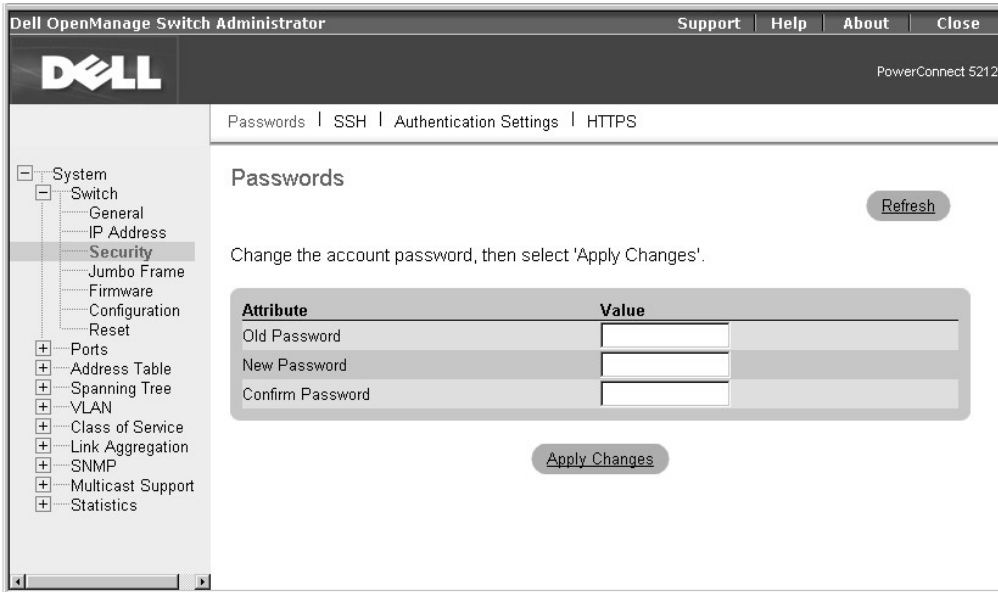 Dell OpenManage Switch Administrator
Support | Help | About | Close
DELL
PowerConnect 5212
Passwords | SSH | Authentication Settings | HTTPS
System
Switch
General
IP Address
Security
Jumbo Frame
Firmware
Configuration
Reset
Ports
Address Table
Spanning Tree
VLAN
Class of Service
Link Aggregation
SNMP
Multicast Support
Statistics
Passwords
Refresh
Change the account password, then select 'Apply Changes'.
Attribute Value
Old Password
New Password
Confirm Password
Apply Changes